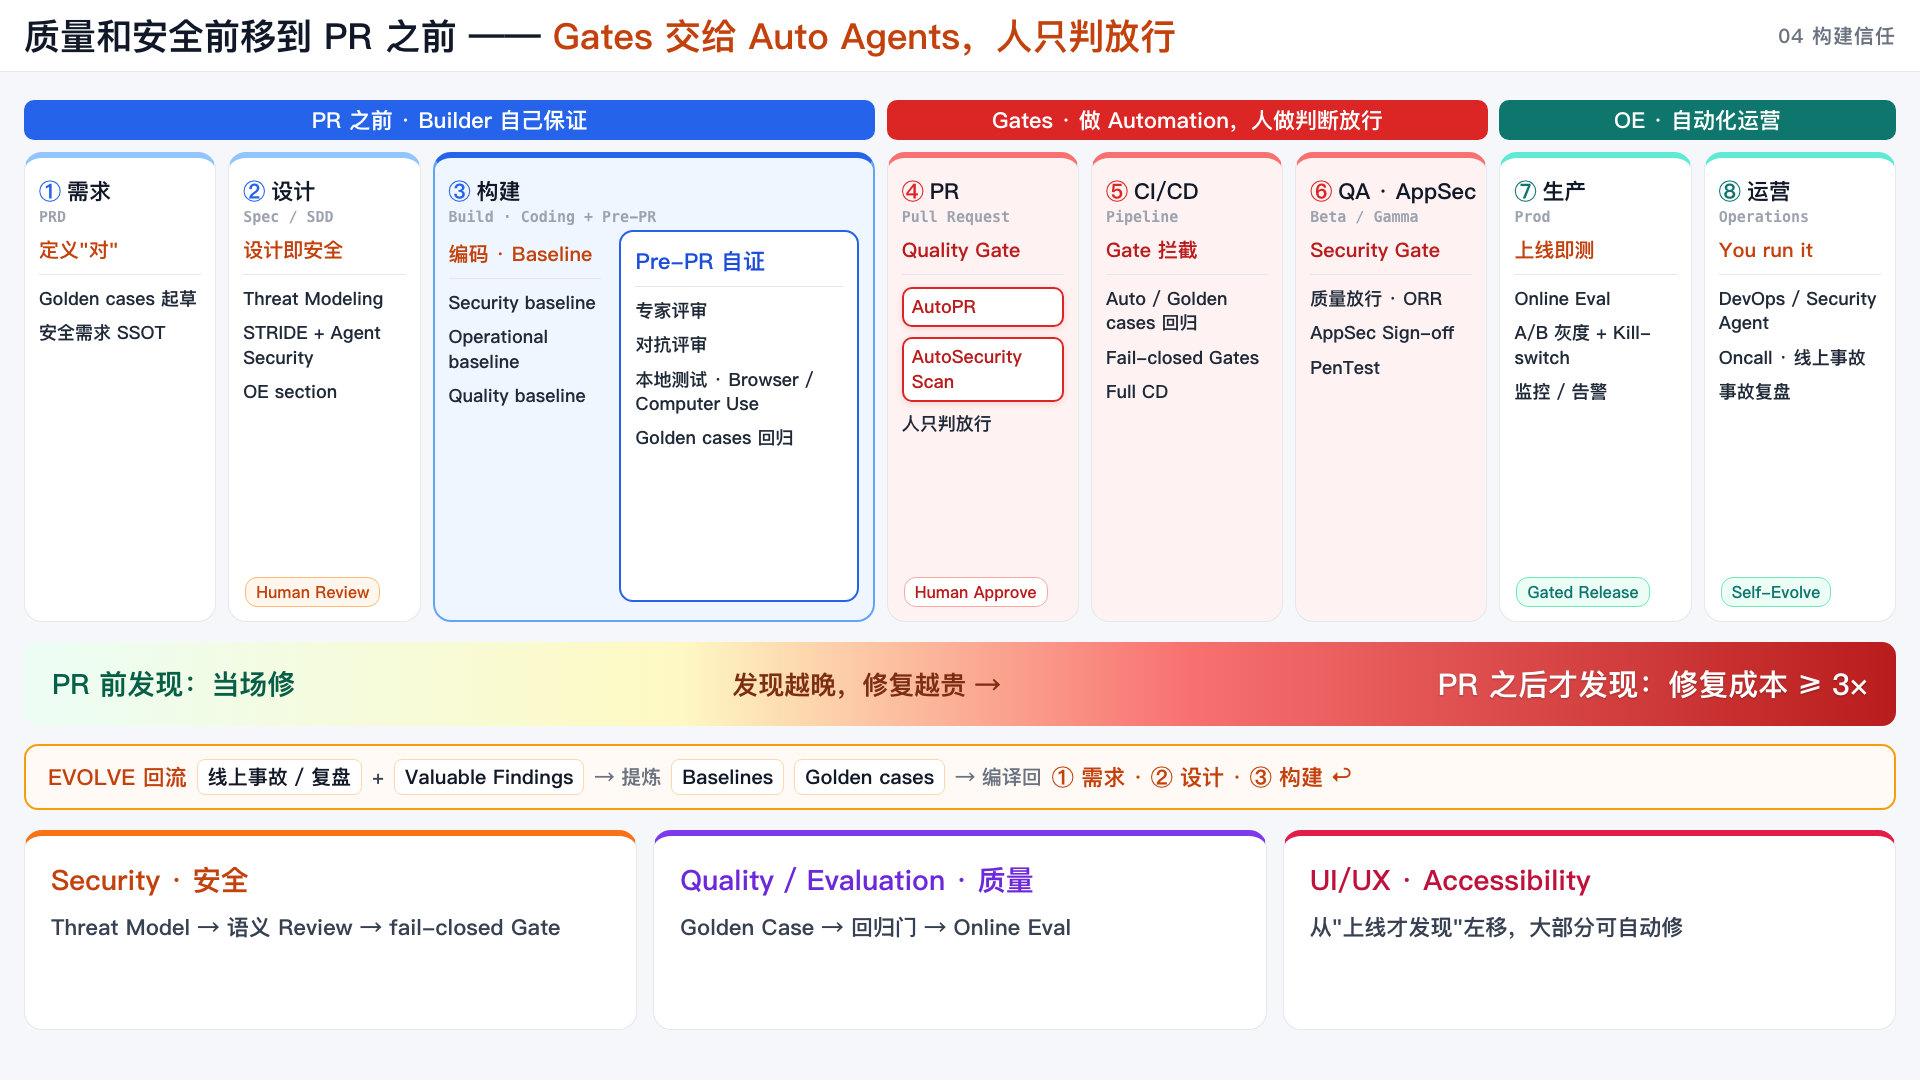 质量和安全前移到 PR 之前 —— Gates 交给 Auto Agents，人只判放行
04 构建信任
PR 之前 · Builder 自己保证
Gates · 做 Automation，人做判断放行
OE · 自动化运营
① 需求
PRD
定义"对"
Golden cases 起草
安全需求 SSOT
② 设计
Spec / SDD
设计即安全
Threat Modeling
STRIDE + Agent
Security
OE section
Human Review
③ 构建
Build · Coding + Pre-PR
编码 · Baseline
Security baseline
Operational
baseline
Quality baseline
Pre-PR 自证
专家评审
对抗评审
本地测试 · Browser /
Computer Use
Golden cases 回归
④ PR
Pull Request
Quality Gate
AutoPR
AutoSecurity
Scan
人只判放行
Human Approve
⑤ CI/CD
Pipeline
Gate 拦截
Auto / Golden
cases 回归
Fail-closed Gates
Full CD
⑥ QA · AppSec
Beta / Gamma
Security Gate
质量放行 · ORR
AppSec Sign-off
PenTest
⑦ 生产
Prod
上线即测
Online Eval
A/B 灰度 + Kill-
switch
监控 / 告警
Gated Release
⑧ 运营
Operations
You run it
DevOps / Security
Agent
Oncall · 线上事故
事故复盘
Self-Evolve
PR 前发现：当场修
发现越晚，修复越贵 →
PR 之后才发现：修复成本 ≥ 3×
EVOLVE 回流 线上事故 / 复盘 + Valuable Findings → 提炼 Baselines Golden cases → 编译回 ① 需求 · ② 设计 · ③ 构建 ↩
Security · 安全
Threat Model → 语义 Review → fail-closed Gate
Quality / Evaluation · 质量
Golden Case → 回归门 → Online Eval
UI/UX · Accessibility
从"上线才发现"左移，大部分可自动修